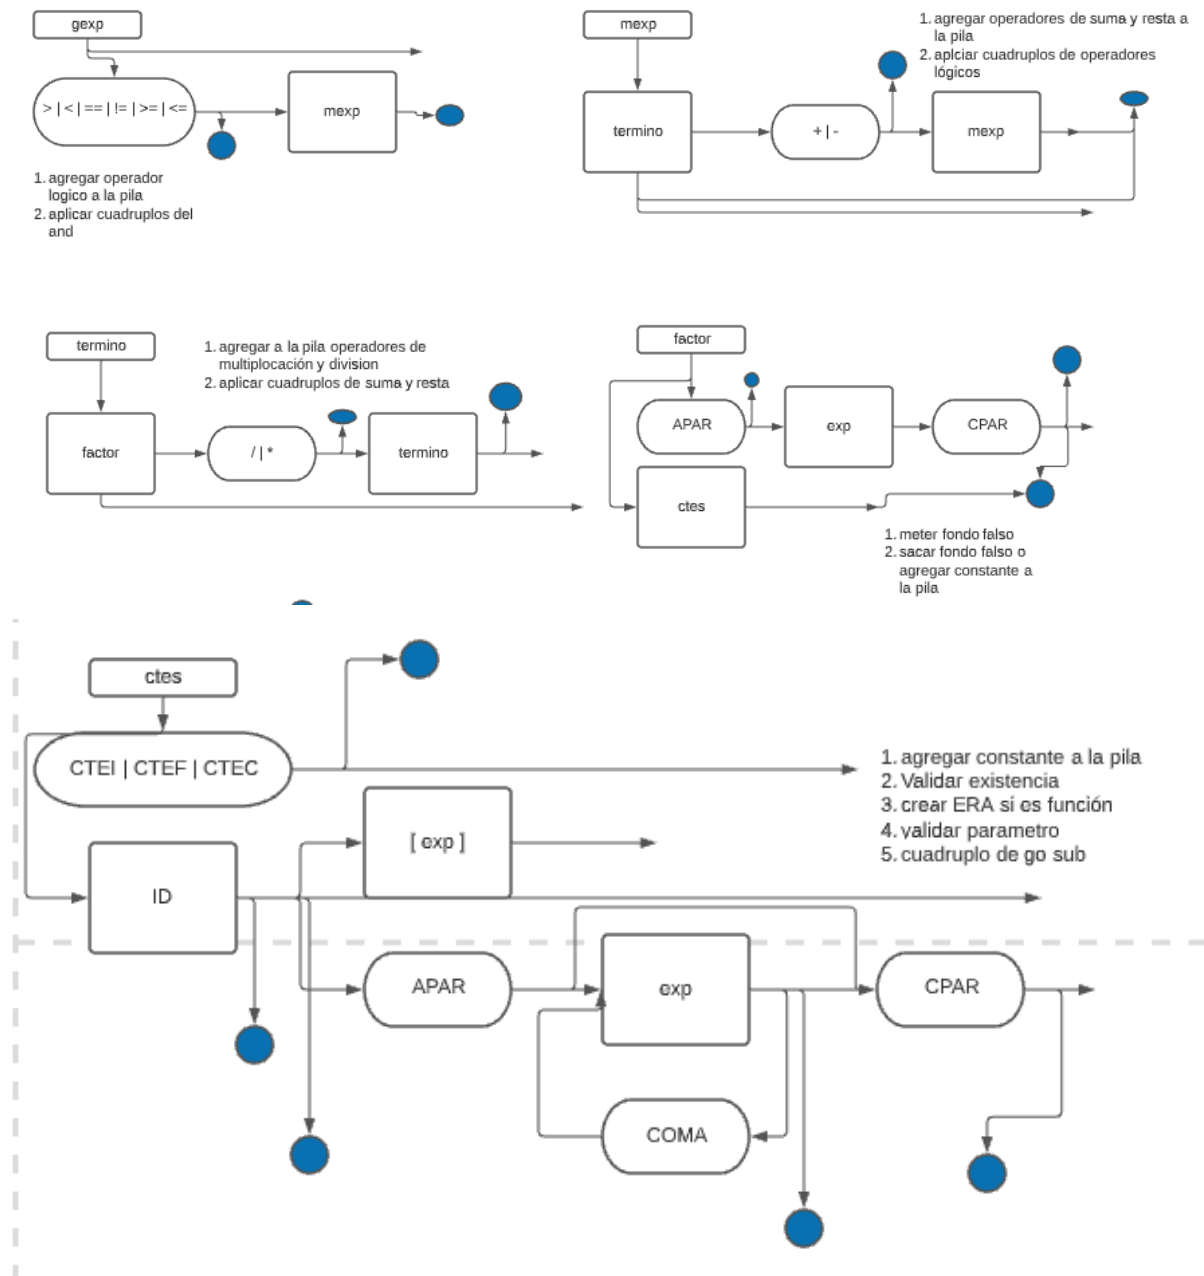 gexp
> | < | == | != | >= | <=
mexp
1. agregar operador
logico a la pila
2. aplicar cuadruplos del
and
mexp
1. agregar operadores de suma y resta a
la pila
2. aplciar cuadruplos de operadores
lógicos
termino
+ | -
mexp
termino
1. agregar a la pila operadores de
multiplocación y division
2. aplicar cuadruplos de suma y resta
factor
/ | *
termino
factor
APAR
exp
CPAR
ctes
1. meter fondo falso
2. sacar fondo falso o
agregar constante a
la pila
ctes
CTEI | CTEF | CTEC
1. agregar constante a la pila
2. Validar existencia
3. crear ERA si es función
4. validar parametro
5. cuadruplo de go sub
[ exp ]
ID
APAR
exp
CPAR
COMA